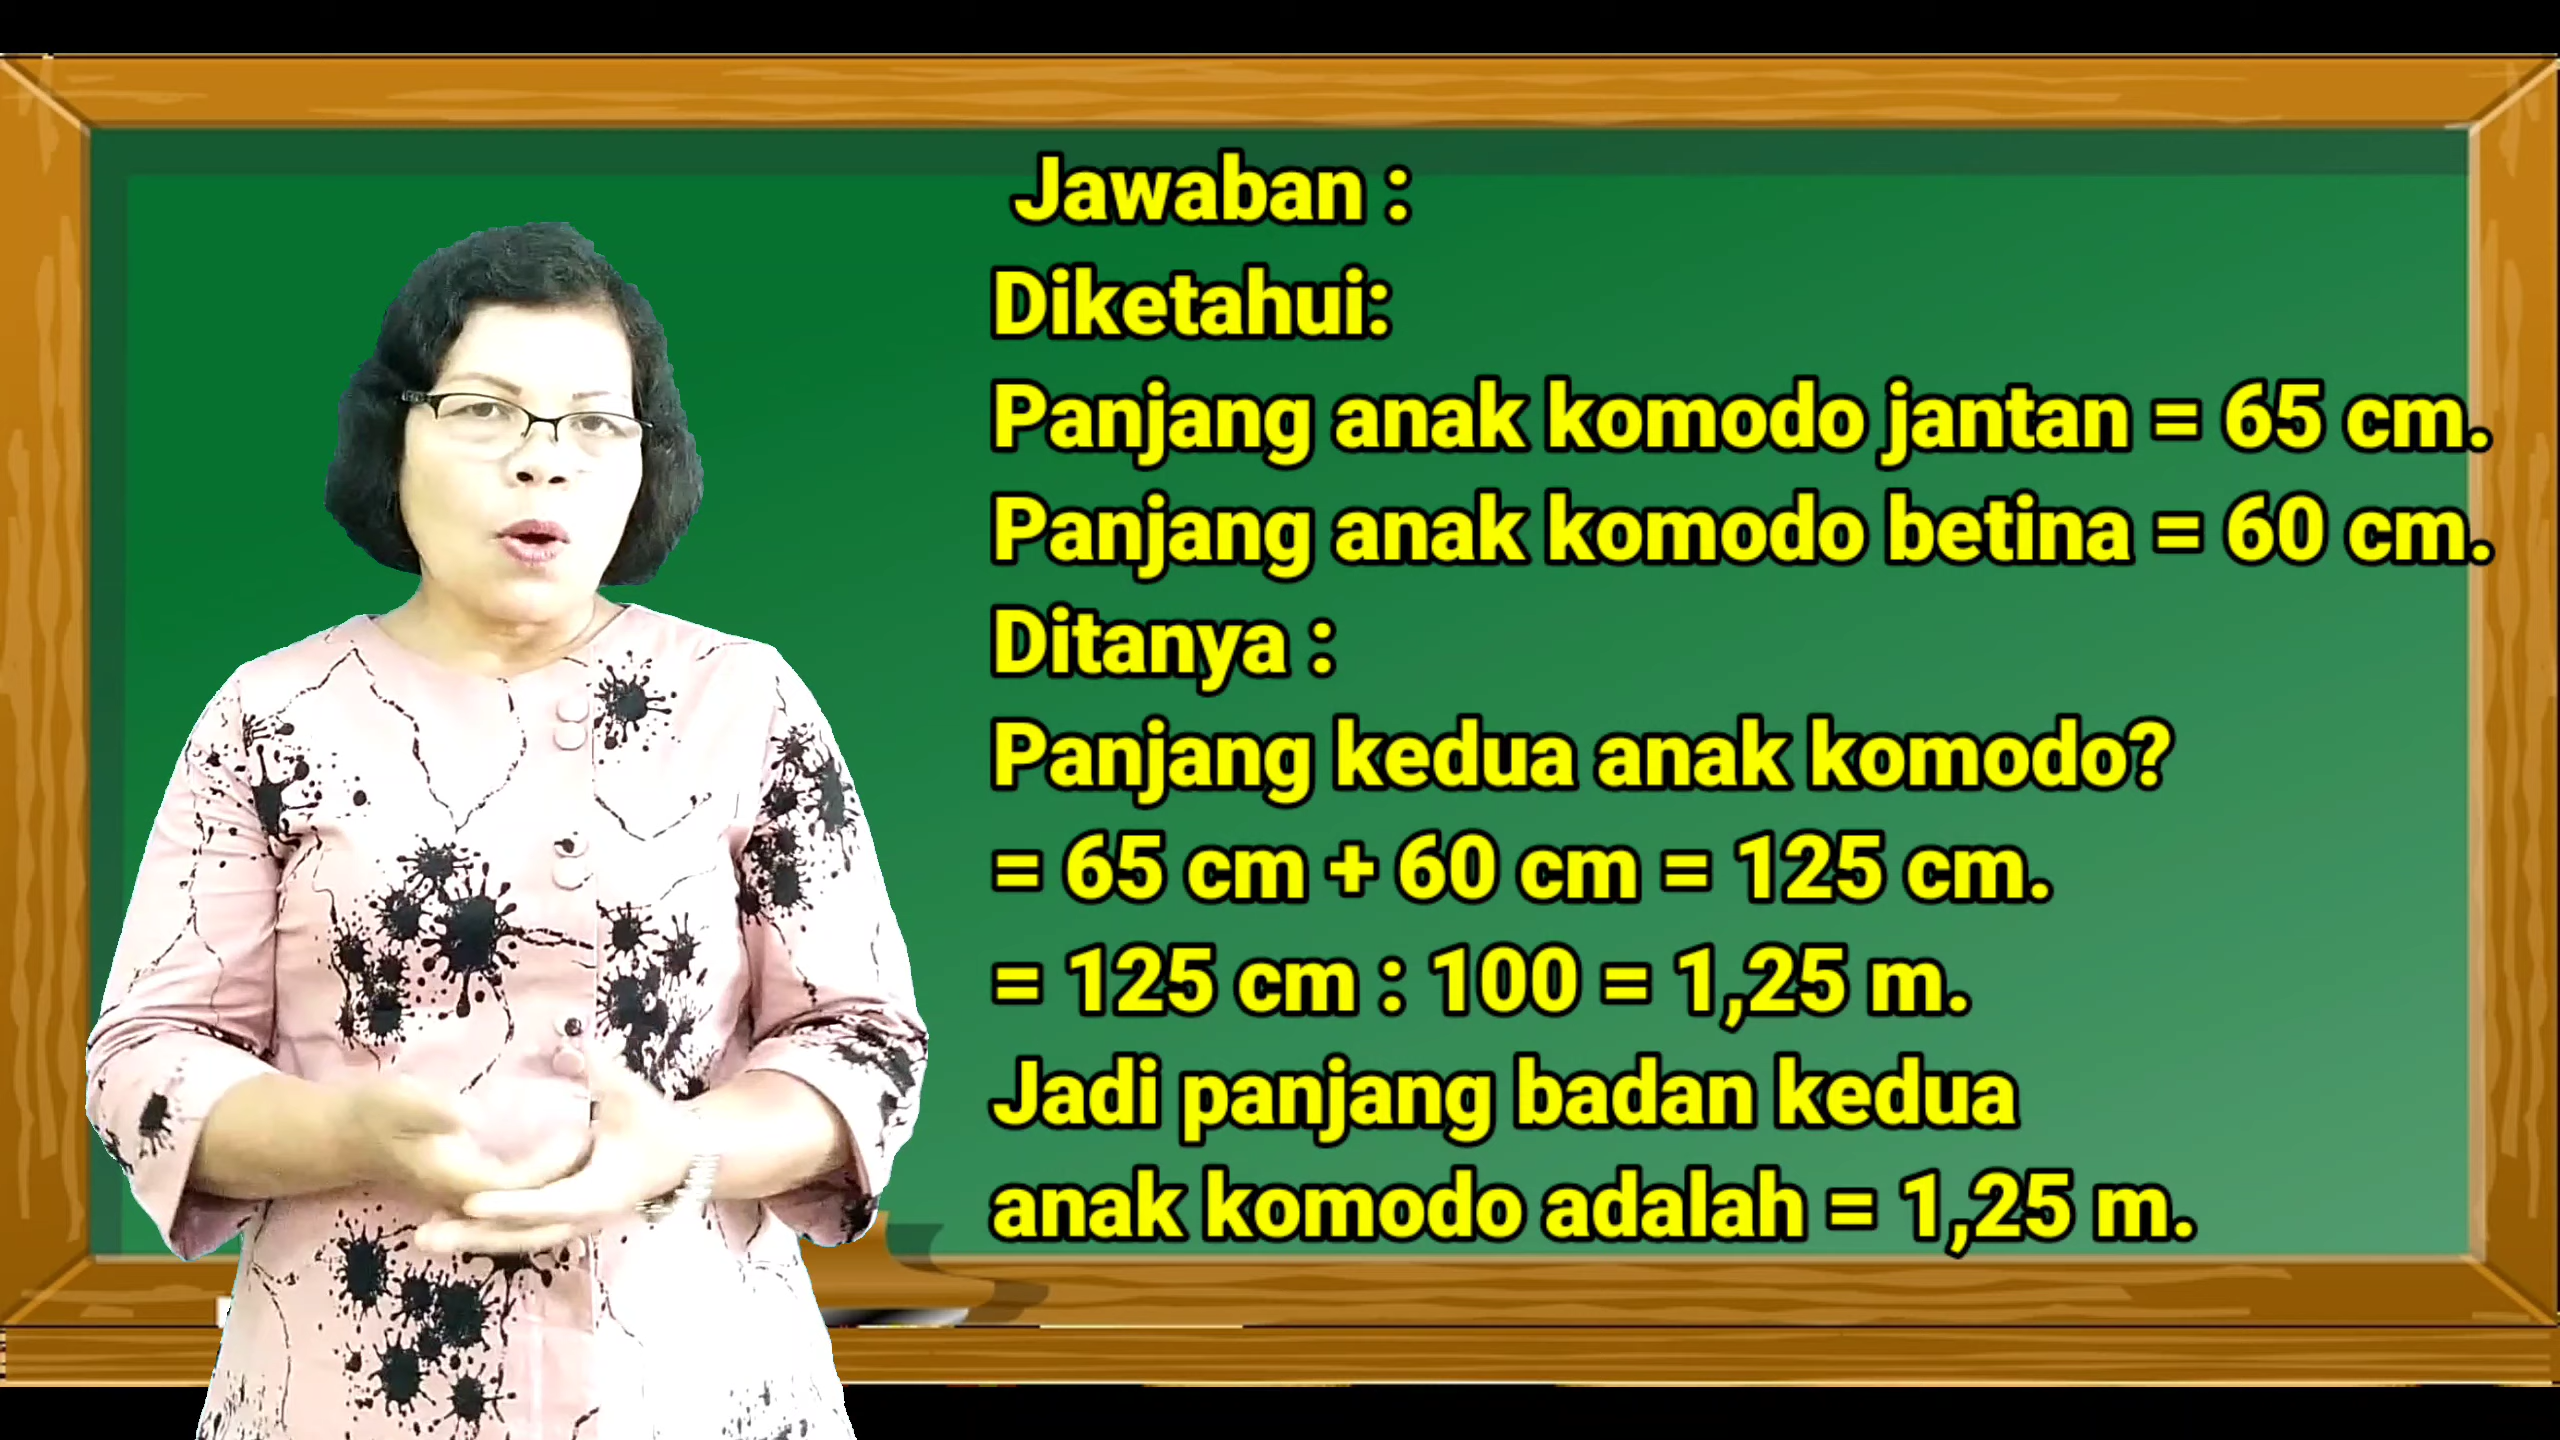 Jawaban :
Diketahui:
Panjang anak komodo jantan = 65 cm.
Panjang anak komodo betina = 60 cm.
Ditanya :
Panjang kedua anak komodo?
= 65 cm + 60 cm = 125 cm.
= 125 cm : 100 = 1,25 m.
Jadi panjang badan kedua
anak komodo adalah = 1,25 m.